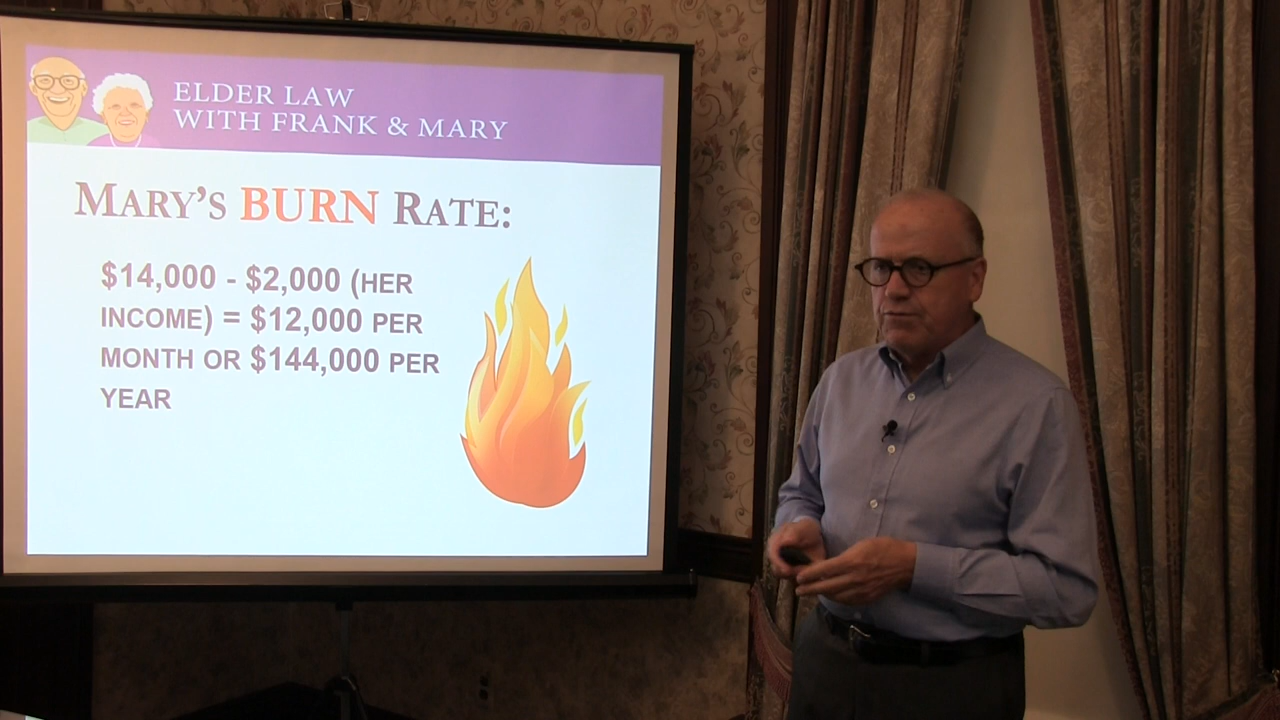 ELDER LAW
WITH FRANK & MARY
MARY'S BURN RATE:
$14,000 - $2,000 (HER
INCOME) = $12,000 PER
MONTH OR $144,000 PER
YEAR